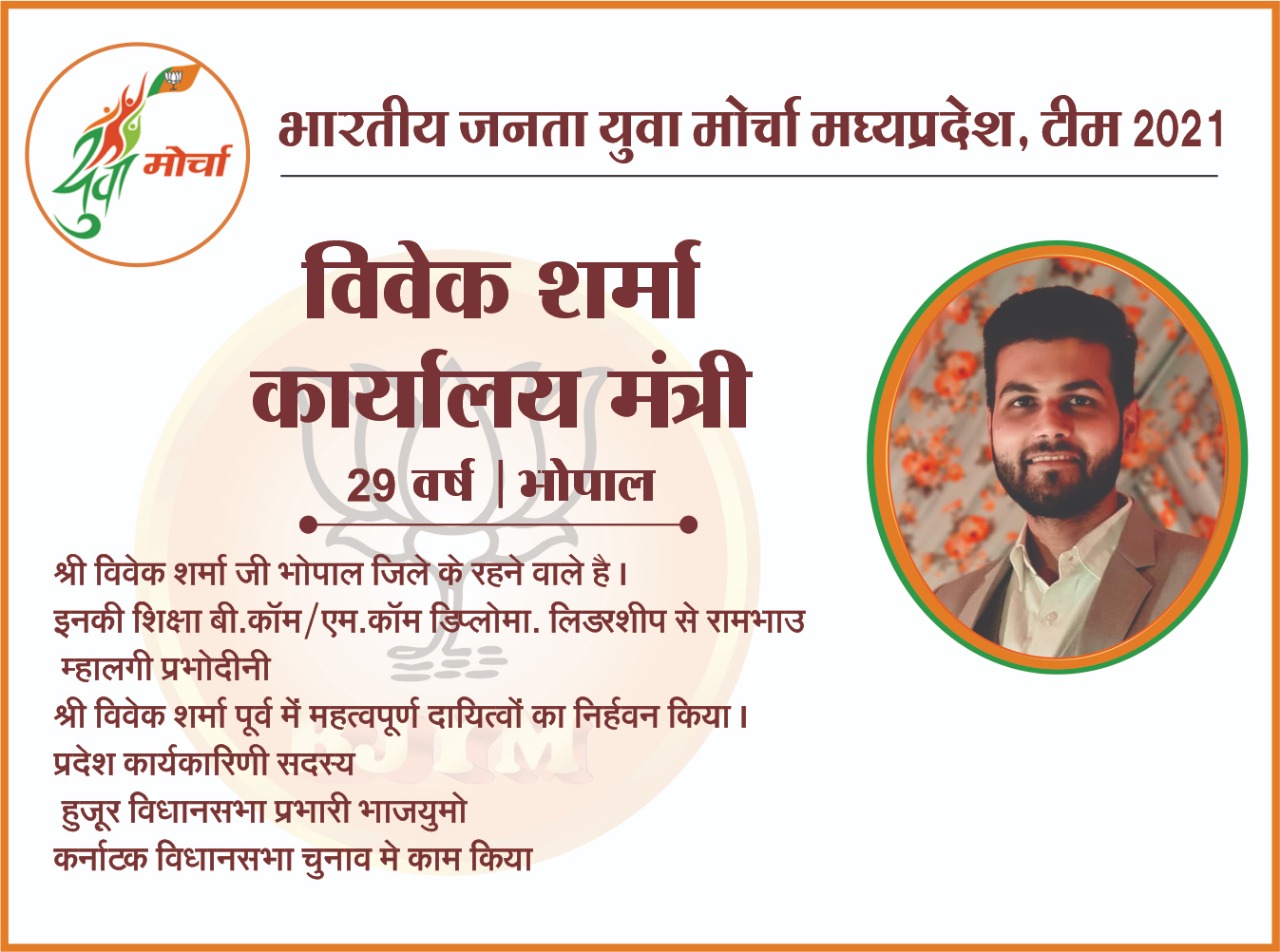 युवा मोर्चा
भारतीय जनता युवा मोर्चा मध्यप्रदेश, टीम 2021
विवेक शर्मा
कार्यालय मंत्री
29 वर्ष | भोपाल
श्री विवेक शर्मा जी भोपाल जिले के रहने वाले है ।
इनकी शिक्षा बी.कॉम/एम.कॉम डिप्लोमा. लिडरशीप से रामभाउ
म्हालगी प्रभोदीनी
श्री विवेक शर्मा पूर्व में महत्वपूर्ण दायित्वों का निर्हवन किया ।
प्रदेश कार्यकारिणी सदस्य
हुजूर विधानसभा प्रभारी भाजयुमो
कर्नाटक विधानसभा चुनाव मे काम किया
BJYM